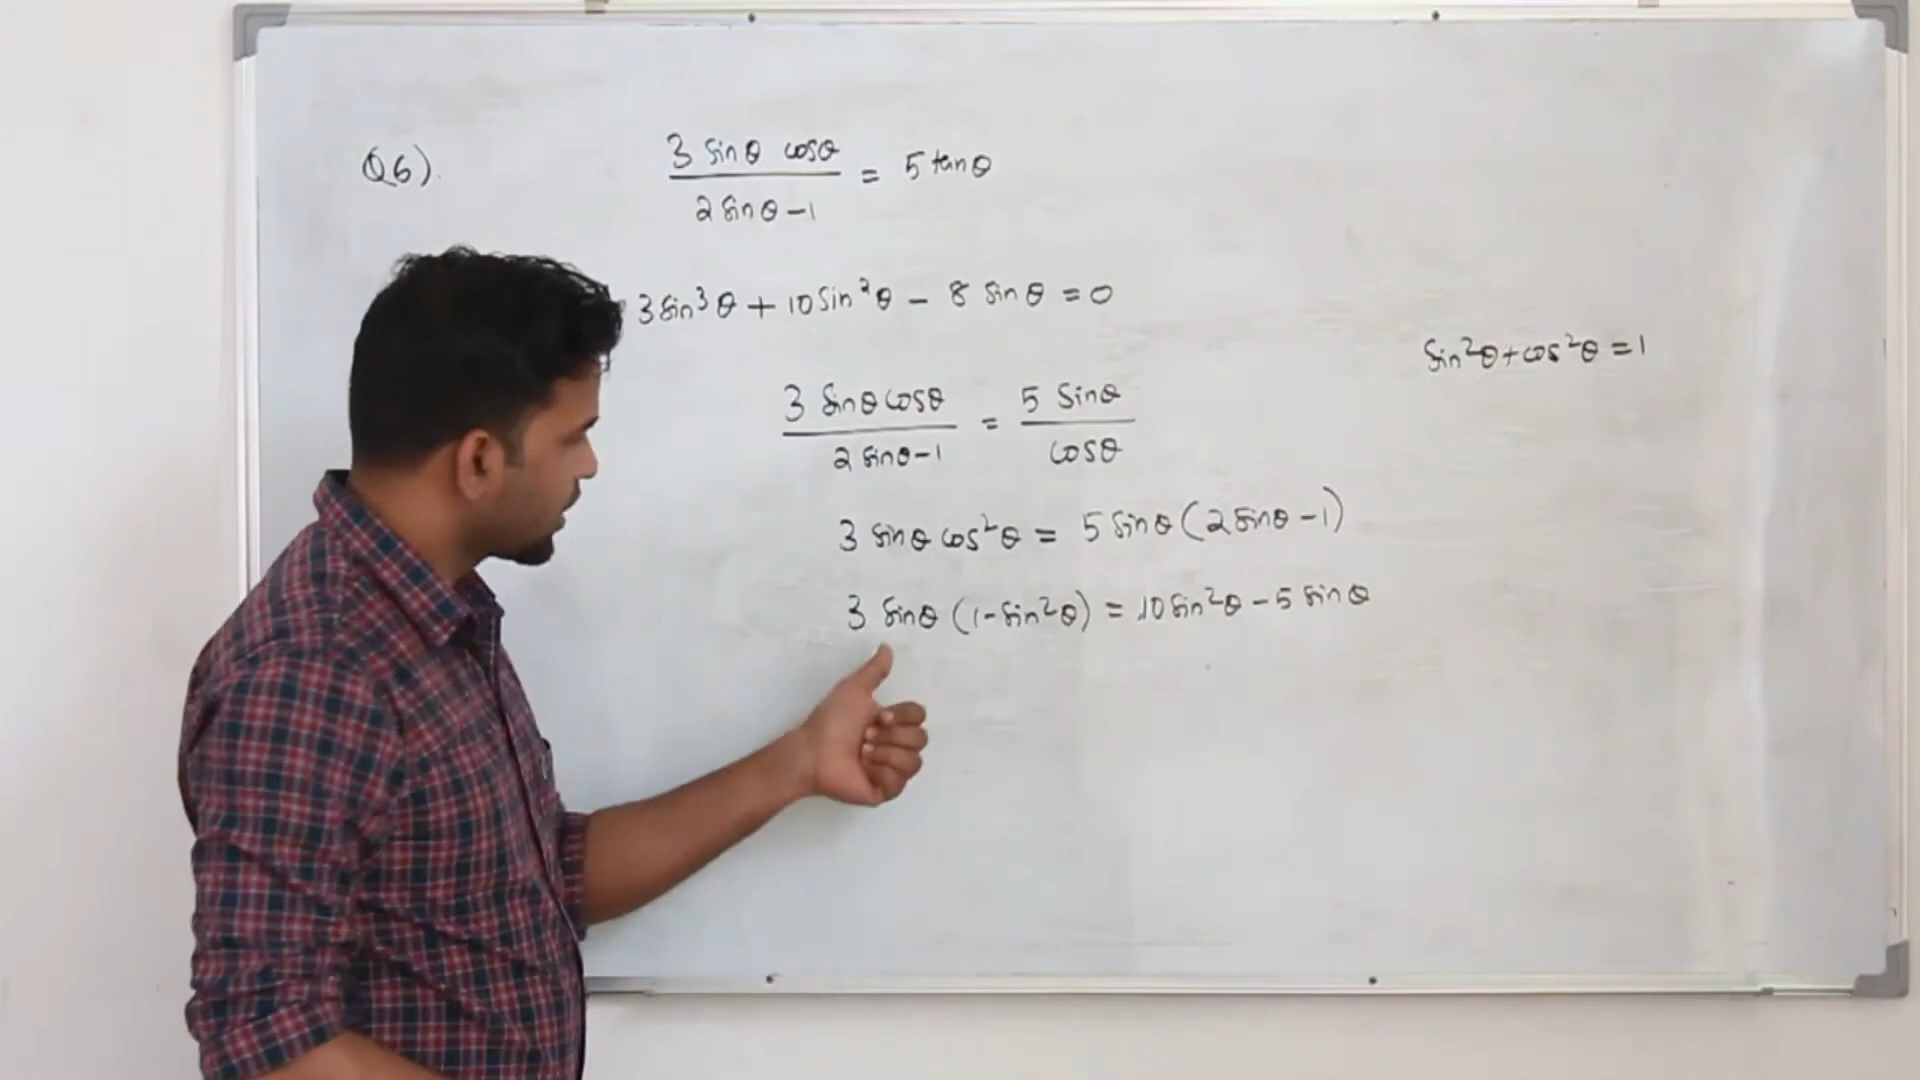 Q6).
3 sinθ cosθ / 2 sinθ - 1 = 5 tanθ
3 sin³θ + 10 sin²θ - 8 sinθ = 0
sin²θ + cos²θ = 1
3 sinθ cosθ / 2 sinθ - 1 = 5 sinθ / cosθ
3 sinθ cos²θ = 5 sinθ (2 sinθ - 1)
3 sinθ (1 - sin²θ) = 10 sin²θ - 5 sinθ